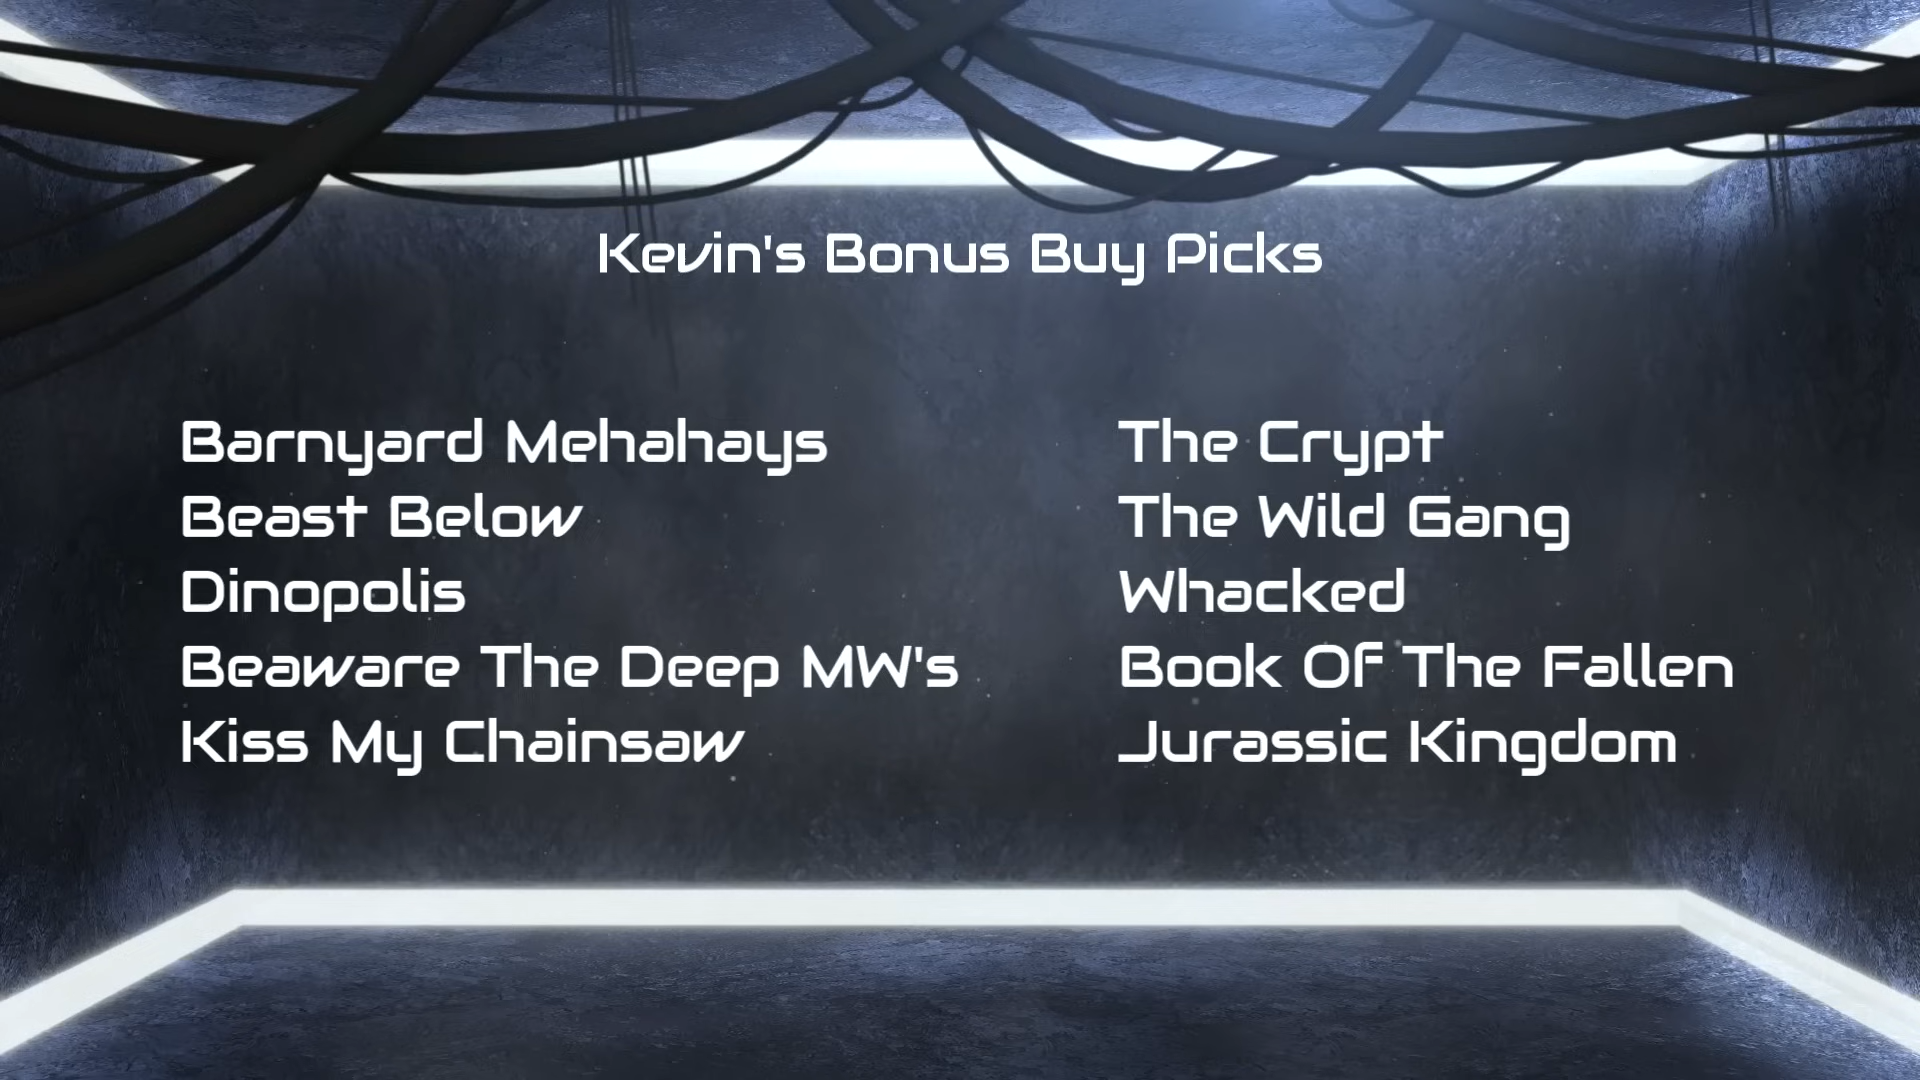 Kevin's Bonus Buy Picks
Barnyard Mehahays
Beast Below
Dinopolis
Beaware The Deep MW's
Kiss My Chainsaw
The Crypt
The Wild Gang
Whacked
Book Of The Fallen
Jurassic Kingdom